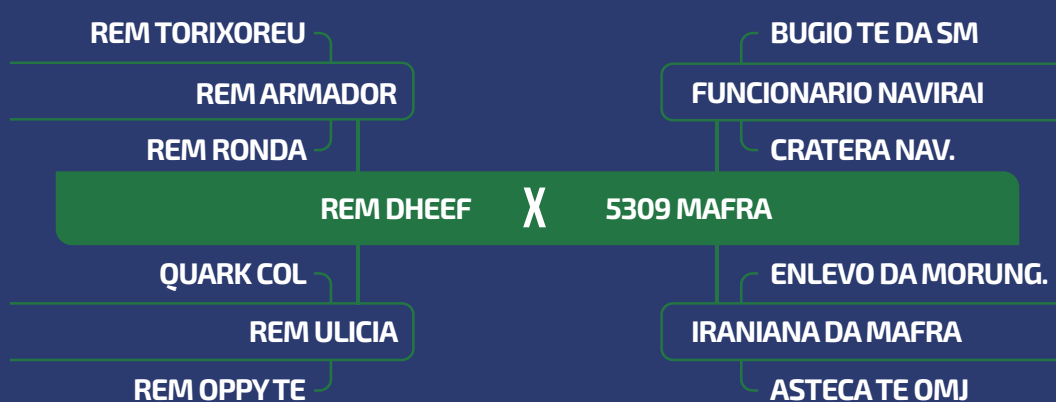 REM TORIXOREU
BUGIO TE DA SM
REM ARMADOR
FUNCIONARIO NAVIRAI
REM RONDA
CRATERA NAV.
REM DHEEF X 5309 MAFRA
QUARK COL
ENLEVO DA MORUNG.
REM ULICIA
IRANIANA DA MAFRA
REM OPPY TE
ASTECA TE OMJ